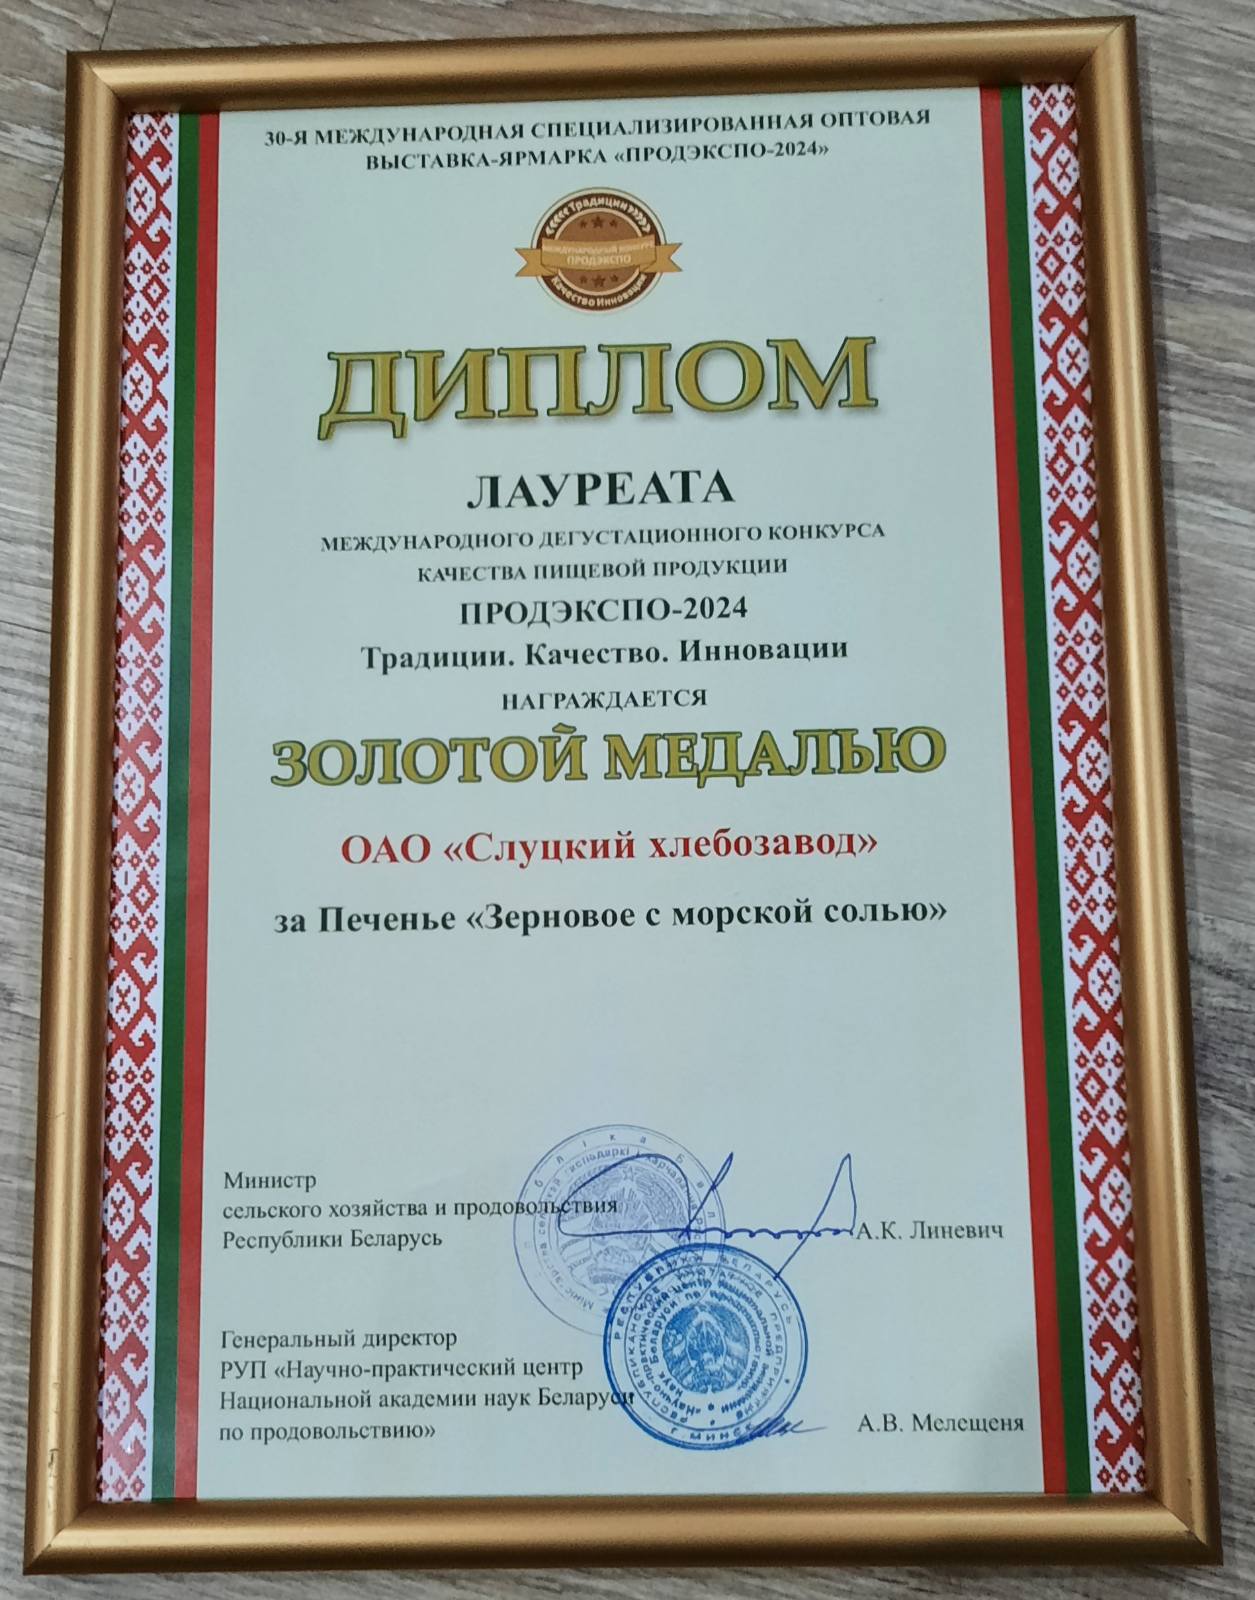 30-Я МЕЖДУНАРОДНАЯ СПЕЦИАЛИЗИРОВАННАЯ ОПТОВАЯ
ВЫСТАВКА-ЯРМАРКА «ПРОДЭКСПО-2024»
Традиции
МЕЖДУНАРОДНЫЙ КОНКУРС
ПРОДЭКСПО
Качество Инновации
ДИПЛОМ
ЛАУРЕАТА
МЕЖДУНАРОДНОГО ДЕГУСТАЦИОННОГО КОНКУРСА
КАЧЕСТВА ПИЩЕВОЙ ПРОДУКЦИИ
ПРОДЭКСПО-2024
Традиции. Качество. Инновации
НАГРАЖДАЕТСЯ
ЗОЛОТОЙ МЕДАЛЬЮ
ОАО «Слуцкий хлебозавод»
за Печенье «Зерновое с морской солью»
Министр
сельского хозяйства и продовольствия
Республики Беларусь
А.К. Линевич
Генеральный директор
РУП «Научно-практический центр
Национальной академии наук Беларуси
по продовольствию»
А.В. Мелещеня
РЕСПУБЛИКА БЕЛАРУСЬ
г. МИНСК